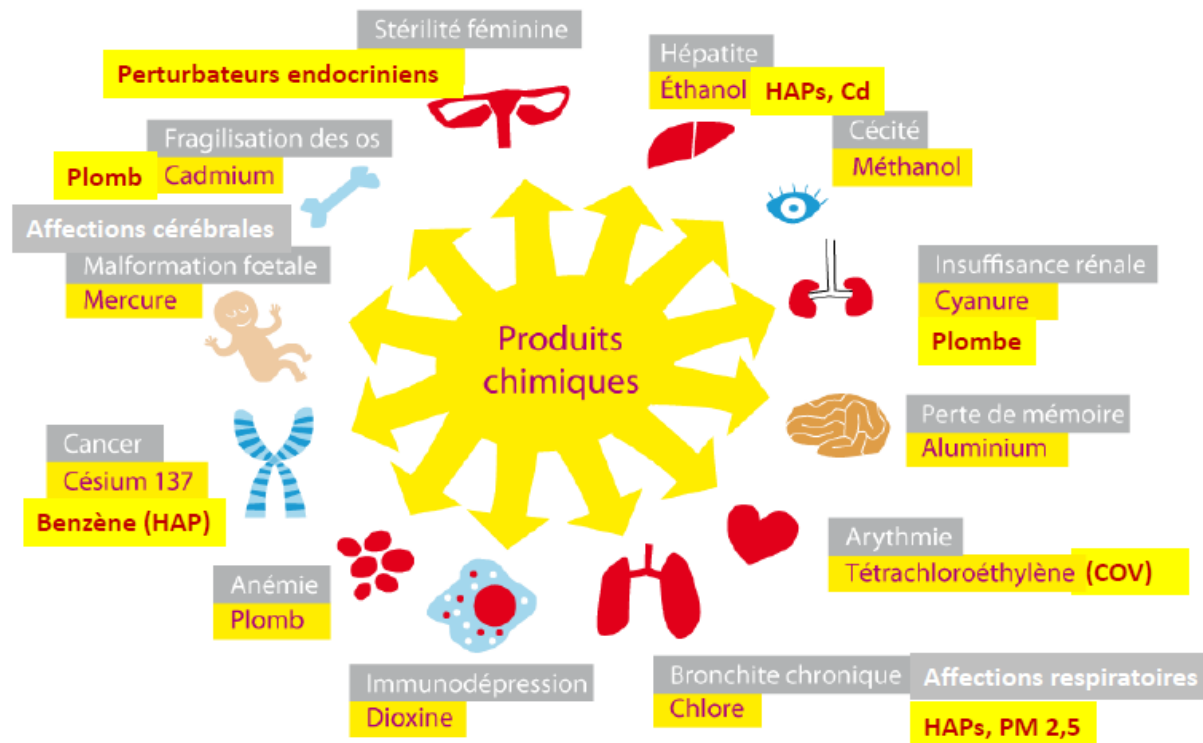 Stérilité féminine
Perturbateurs endocriniens
Hépatite
Éthanol HAPs, Cd
Fragilisation des os
Plomb Cadmium
Cécité
Méthanol
Affections cérébrales
Malformation fœtale
Mercure
Insuffisance rénale
Cyanure
Plombe
Produits
chimiques
Perte de mémoire
Aluminium
Cancer
Césium 137
Benzène (HAP)
Arythmie
Tétrachloroéthylène (COV)
Anémie
Plomb
Immunodépression
Dioxine
Bronchite chronique
Chlore
Affections respiratoires
HAPs, PM 2,5